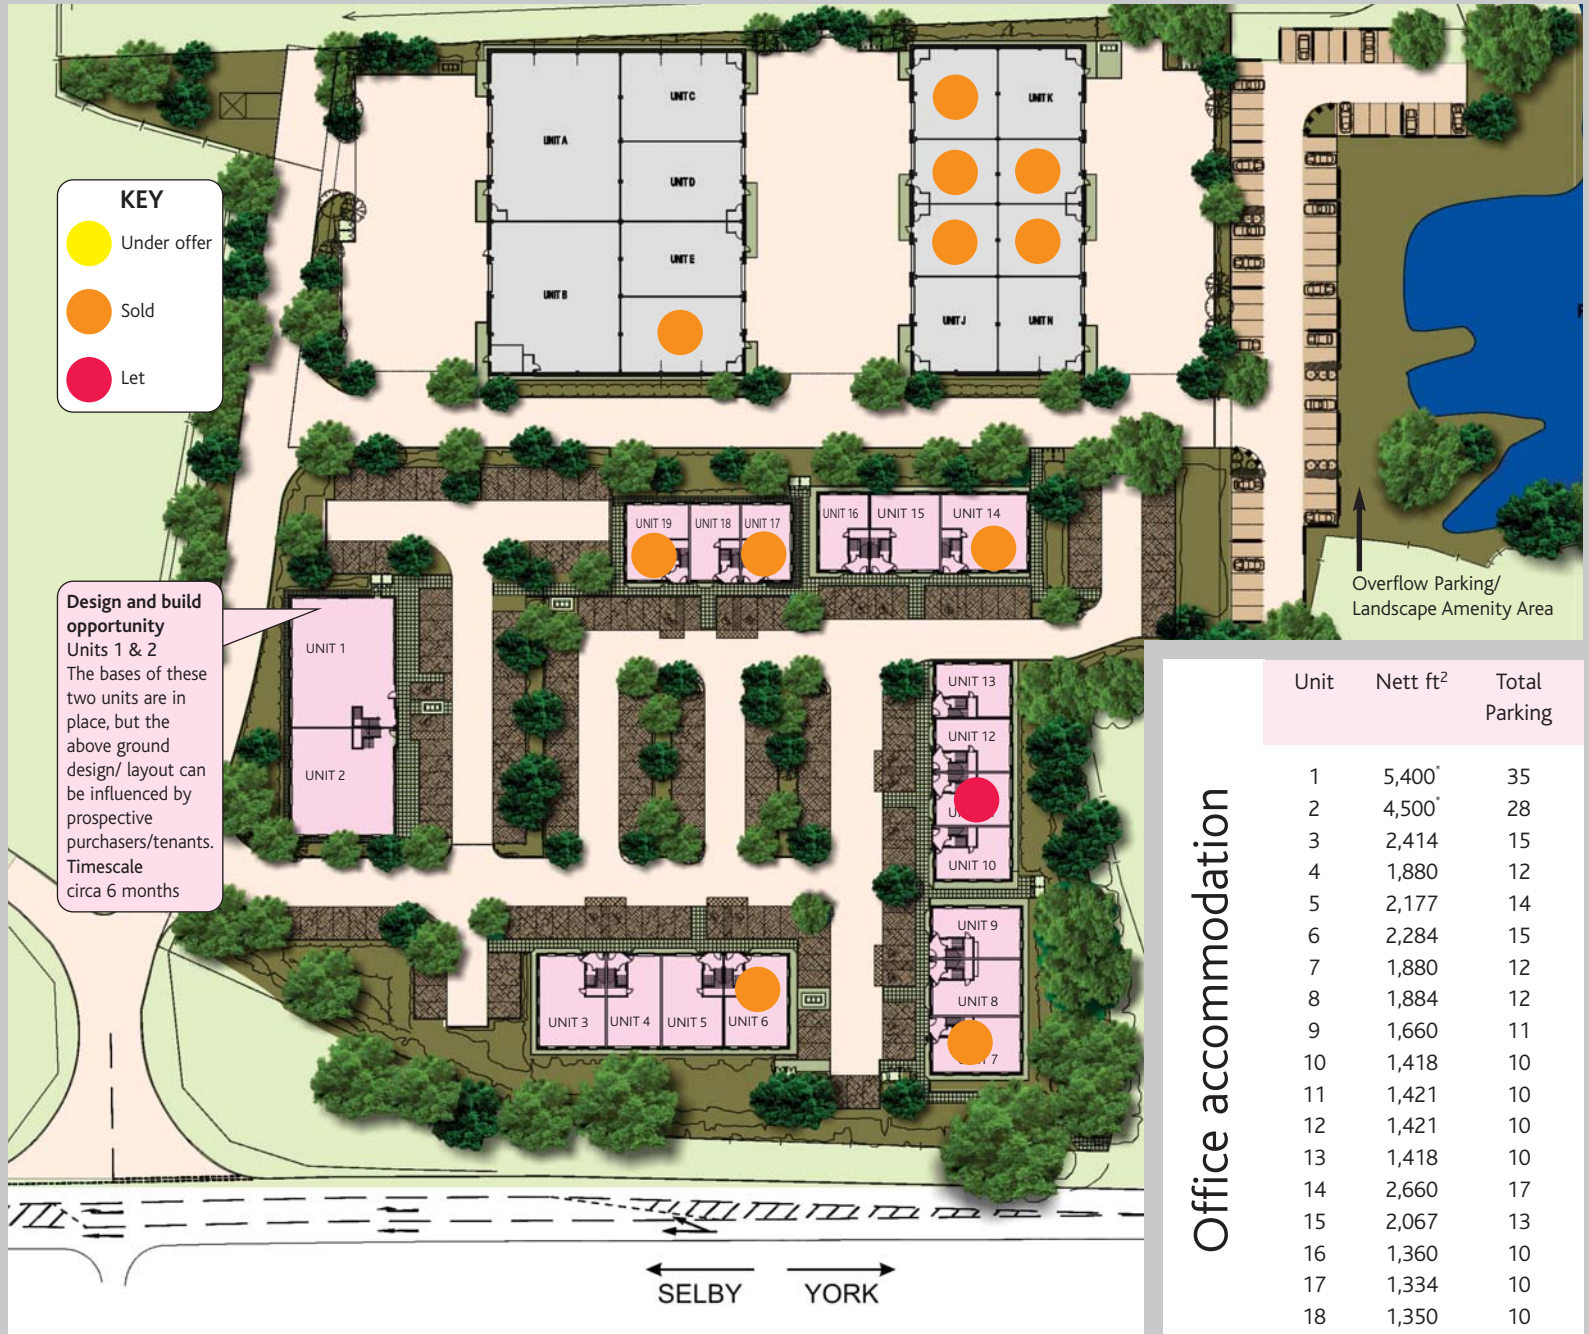 KEY
Under offer
Sold
Let
UNIT A
UNIT C
UNIT D
UNIT B
UNIT E
UNIT K
UNIT J
UNIT H
UNIT 19
UNIT 18
UNIT 17
UNIT 16
UNIT 15
UNIT 14
Overflow Parking/
Landscape Amenity Area
Design and build
opportunity
Units 1 & 2
The bases of these
two units are in
place, but the
above ground
design/ layout can
be influenced by
prospective
purchasers/tenants.
Timescale
circa 6 months
UNIT 1
UNIT 2
UNIT 13
UNIT 12
UNIT 10
UNIT 9
UNIT 8
7
UNIT 3
UNIT 4
UNIT 5
UNIT 6
SELBY
YORK
Office accommodation
Unit Nett ft² Total
Parking
1 5,400* 35
2 4,500* 28
3 2,414 15
4 1,880 12
5 2,177 14
6 2,284 15
7 1,880 12
8 1,884 12
9 1,660 11
10 1,418 10
11 1,421 10
12 1,421 10
13 1,418 10
14 2,660 17
15 2,067 13
16 1,360 10
17 1,334 10
18 1,350 10